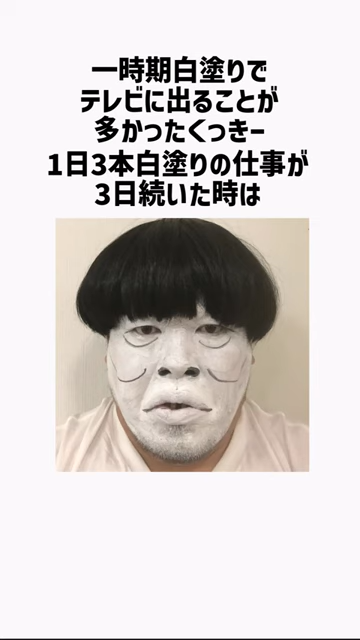 一時期白塗りで
テレビに出ることが
多かったくっきー
1日3本白塗りの仕事が
3日続いた時は